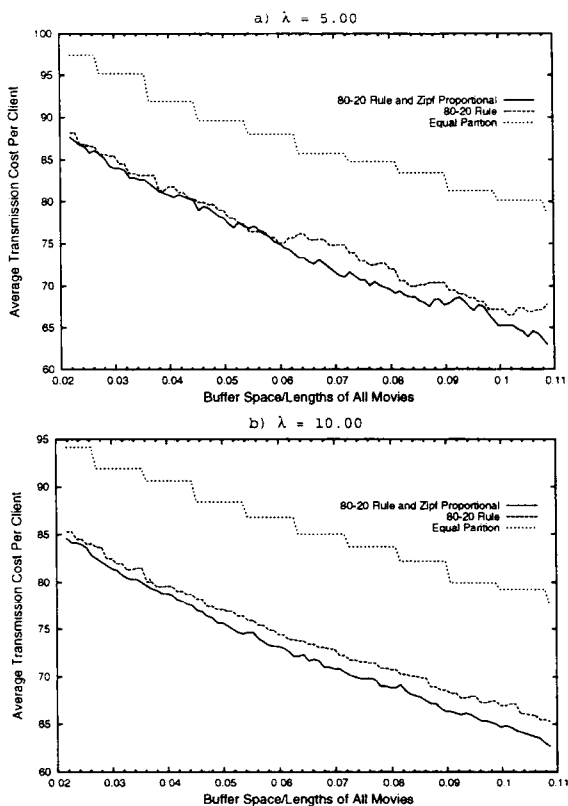 a) λ = 5.00
100
95
90
85
80
75
70
65
60
Average Transmission Cost Per Client
80-20 Rule and Zipf Proportional
80-20 Rule
Equal Parition
0.02 0.03 0.04 0.05 0.06 0.07 0.08 0.09 0.1 0.11
Buffer Space/Lengths of All Movies
b) λ = 10.00
95
90
85
80
75
70
65
60
Average Transmission Cost Per Client
80-20 Rule and Zipf Proportional
80-20 Rule
Equal Parition
0.02 0.03 0.04 0.05 0.06 0.07 0.08 0.09 0.1 0.11
Buffer Space/Lengths of All Movies